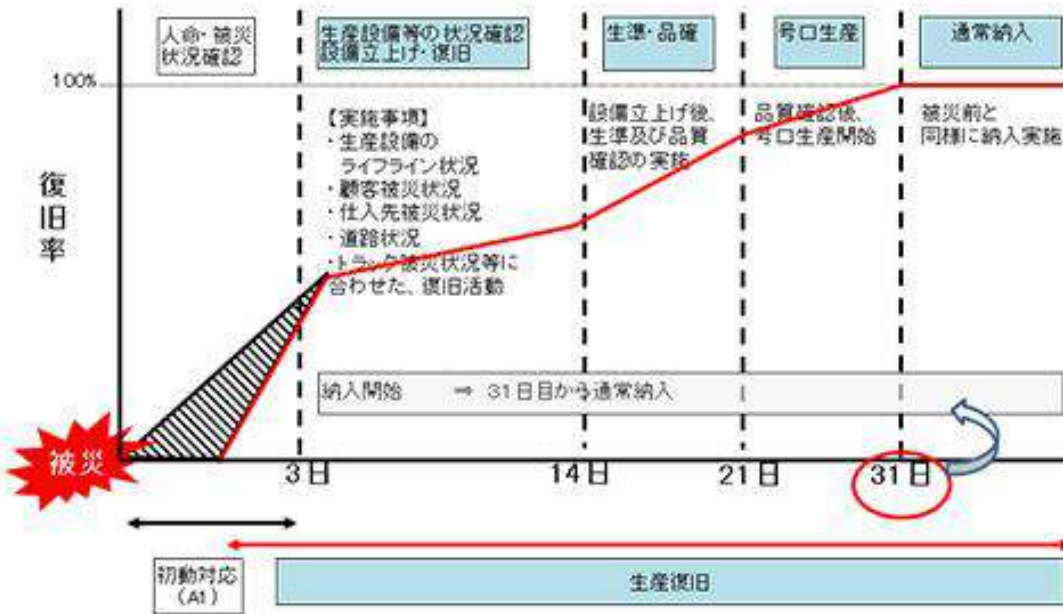 人命・被災
状況確認
生産設備等の状況確認
設備立上げ・復旧
生準・品確
号口生産
通常納入
100%
復旧率
【実施事項】
・生産設備の
ライフライン状況
・顧客被災状況
・仕入先被災状況
・道路状況
・トラック被災状況等に
合わせた、復旧活動
設備立上げ後、
生準及び品質
確認の実施
品質確認後、
号口生産開始
被災前と
同様に納入実施
納入開始 ⇒ 31日目から通常納入
被災
3日
14日
21日
31日
初動対応
(A1)
生産復旧